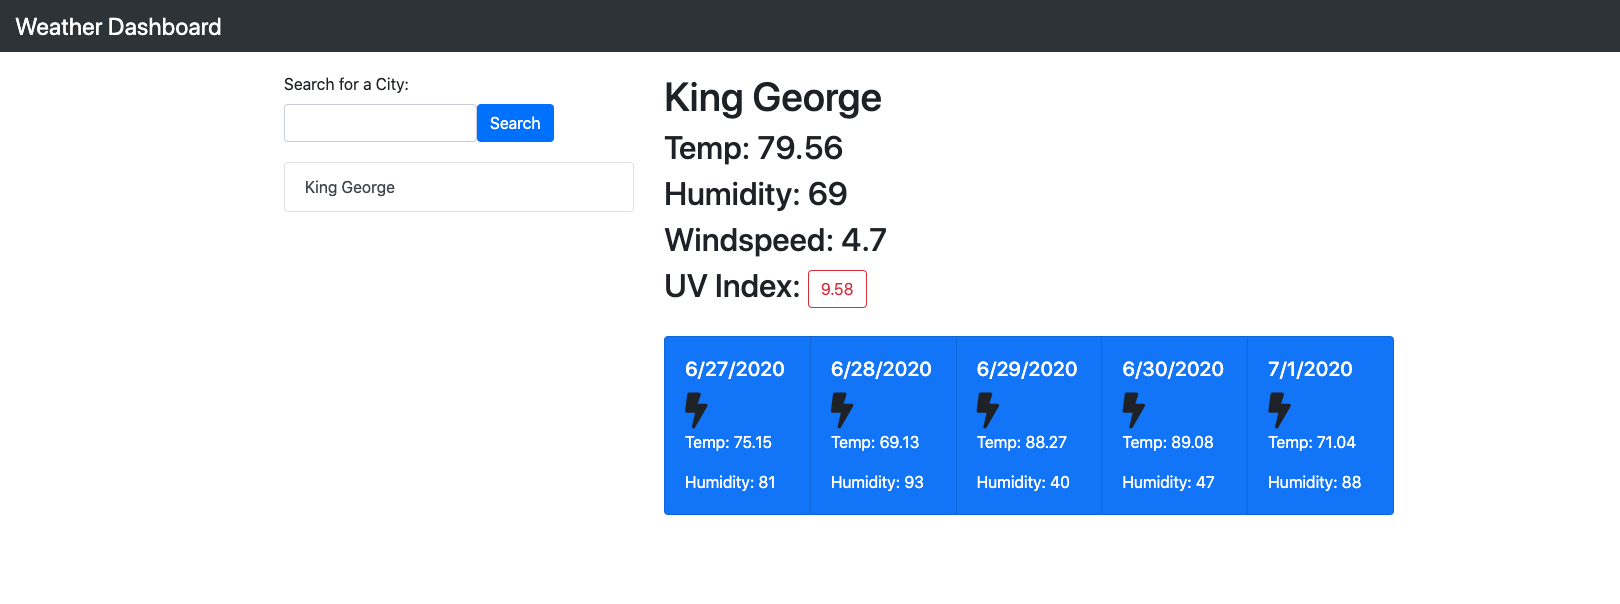 Weather Dashboard
Search for a City:
Search
King George
King George
Temp: 79.56
Humidity: 69
Windspeed: 4.7
UV Index: 9.58
6/27/2020
Temp: 75.15
Humidity: 81
6/28/2020
Temp: 69.13
Humidity: 93
6/29/2020
Temp: 88.27
Humidity: 40
6/30/2020
Temp: 89.08
Humidity: 47
7/1/2020
Temp: 71.04
Humidity: 88